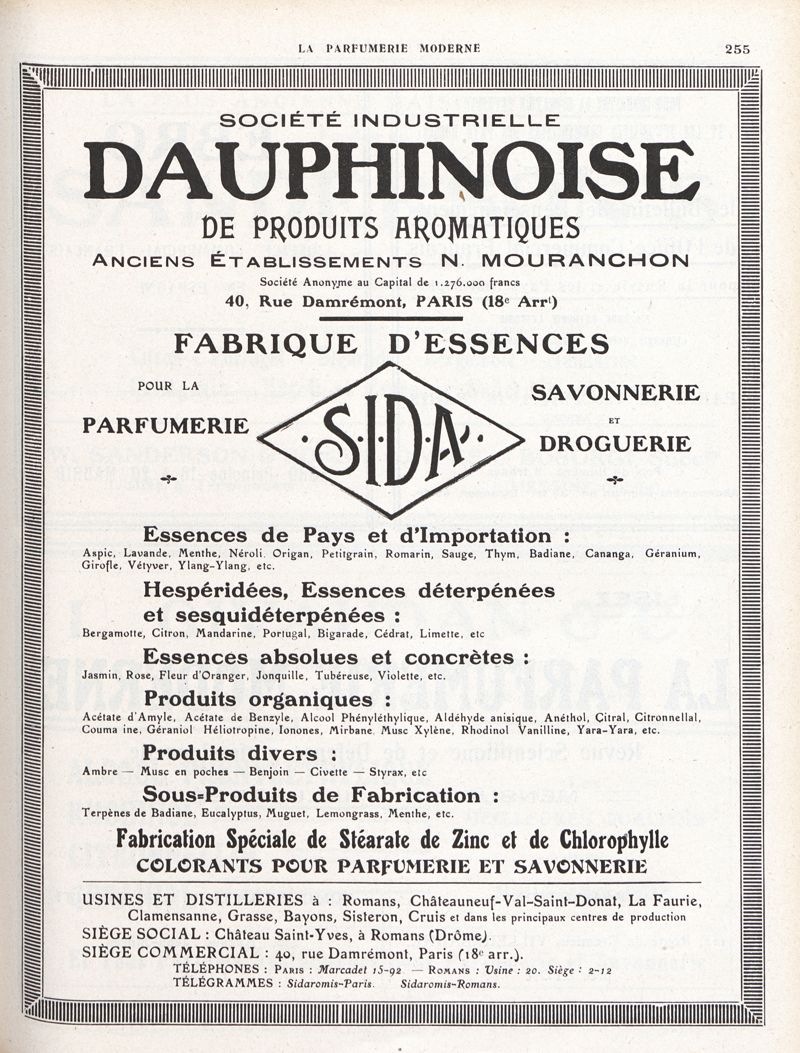 LA PARFUMERIE MODERNE
255
SOCIÉTÉ INDUSTRIELLE
DAUPHINOISE
DE PRODUITS AROMATIQUES
ANCIENS ÉTABLISSEMENTS N. MOURANCHON
Société Anonyme au Capital de 1.276.000 francs
40, Rue Damrémont, PARIS (18e Arrt)
FABRIQUE D'ESSENCES
POUR LA
PARFUMERIE
·S·I·D·A·
SAVONNERIE
ET
DROGUERIE
Essences de Pays et d'Importation :
Aspic, Lavande, Menthe, Néroli. Origan, Petitgrain, Romarin, Sauge, Thym, Badiane, Cananga, Géranium,
Girofle, Vétyver, Ylang-Ylang, etc.
Hespéridées, Essences déterpénées
et sesquidéterpénées :
Bergamotte, Citron, Mandarine, Portugal, Bigarade, Cédrat, Limette, etc
Essences absolues et concrètes :
Jasmin, Rose, Fleur d'Oranger, Jonquille, Tubéreuse, Violette, etc.
Produits organiques :
Acétate d'Amyle, Acétate de Benzyle, Alcool Phényléthylique, Aldéhyde anisique, Anéthol, Citral, Citronnellal,
Couma ine, Géraniol Héliotropine, Ionones, Mirbane, Musc Xylène, Rhodinol Vanilline, Yara-Yara, etc.
Produits divers :
Ambre — Musc en poches — Benjoin — Civette — Styrax, etc
Sous-Produits de Fabrication :
Terpènes de Badiane, Eucalyptus, Muguet, Lemongrass, Menthe, etc.
Fabrication Spéciale de Stéarate de Zinc et de Chlorophylle
COLORANTS POUR PARFUMERIE ET SAVONNERIE
USINES ET DISTILLERIES à : Romans, Châteauneuf-Val-Saint-Donat, La Faurie,
Clamensanne, Grasse, Bayons, Sisteron, Cruis et dans les principaux centres de production
SIÈGE SOCIAL : Château Saint-Yves, à Romans (Drôme).
SIÈGE COMMERCIAL : 40, rue Damrémont, Paris (18e arr.).
TÉLÉPHONES : PARIS : Marcadet 15-92 — ROMANS : Usine : 20. Siège : 2-12
TÉLÉGRAMMES : Sidaromis-Paris. Sidaromis-Romans.